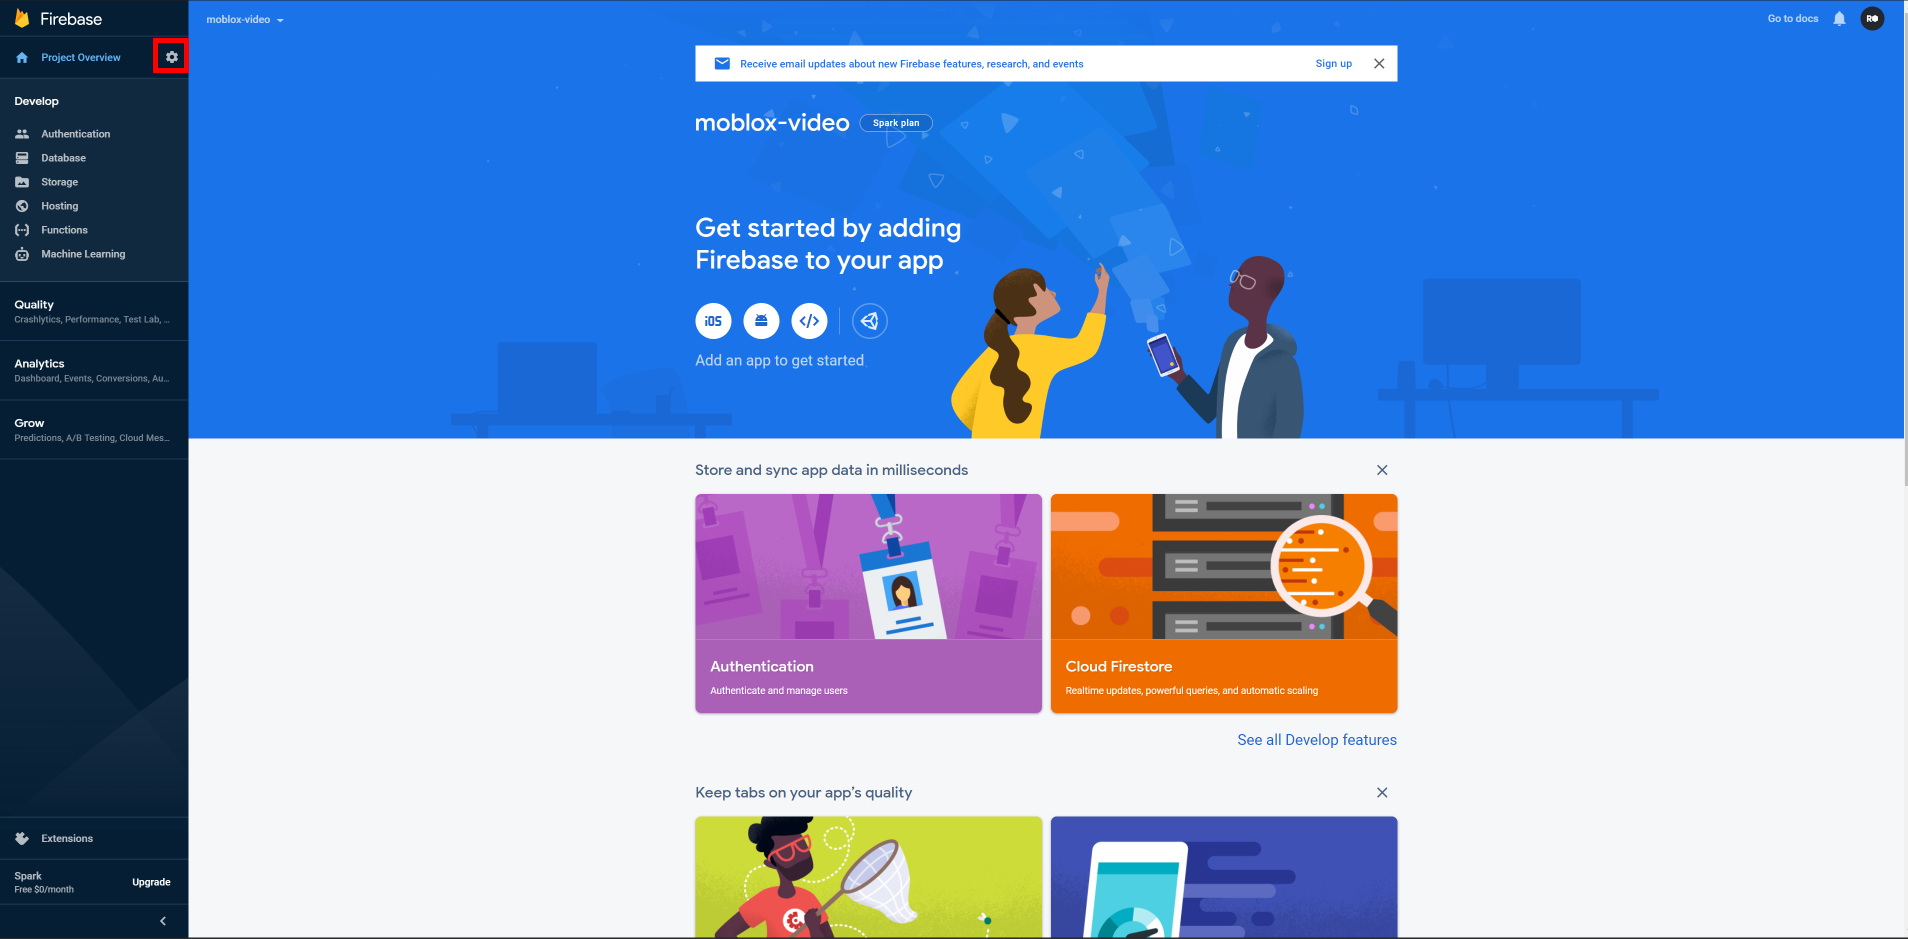 Firebase
Project Overview
Develop
Authentication
Database
Storage
Hosting
Functions
Machine Learning
Quality
Crashlytics, Performance, Test Lab, ...
Analytics
Dashboard, Events, Conversions, Au...
Grow
Predictions, A/B Testing, Cloud Mes...
Extensions
Spark
Free $0/month
Upgrade
moblox-video
Go to docs
Receive email updates about new Firebase features, research, and events
Sign up
moblox-video
Spark plan
Get started by adding
Firebase to your app
iOS
Add an app to get started
Store and sync app data in milliseconds
Authentication
Authenticate and manage users
Cloud Firestore
Realtime updates, powerful queries, and automatic scaling
See all Develop features
Keep tabs on your app's quality